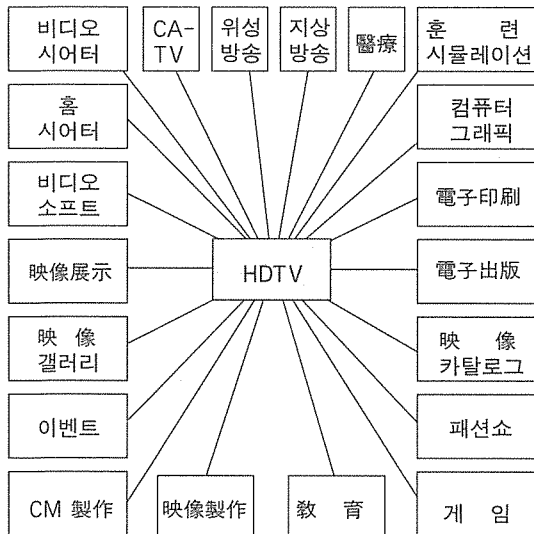 비디오
시어터
CA-
TV
위성
방송
지상
방송
醫療
훈 련
시뮬레이션
홈
시어터
컴퓨터
그래픽
비디오
소프트
電子印刷
映像展示
HDTV
電子出版
映 像
갤러리
映 像
카탈로그
이벤트
패션쇼
CM 製作
映像製作
敎 育
게 임